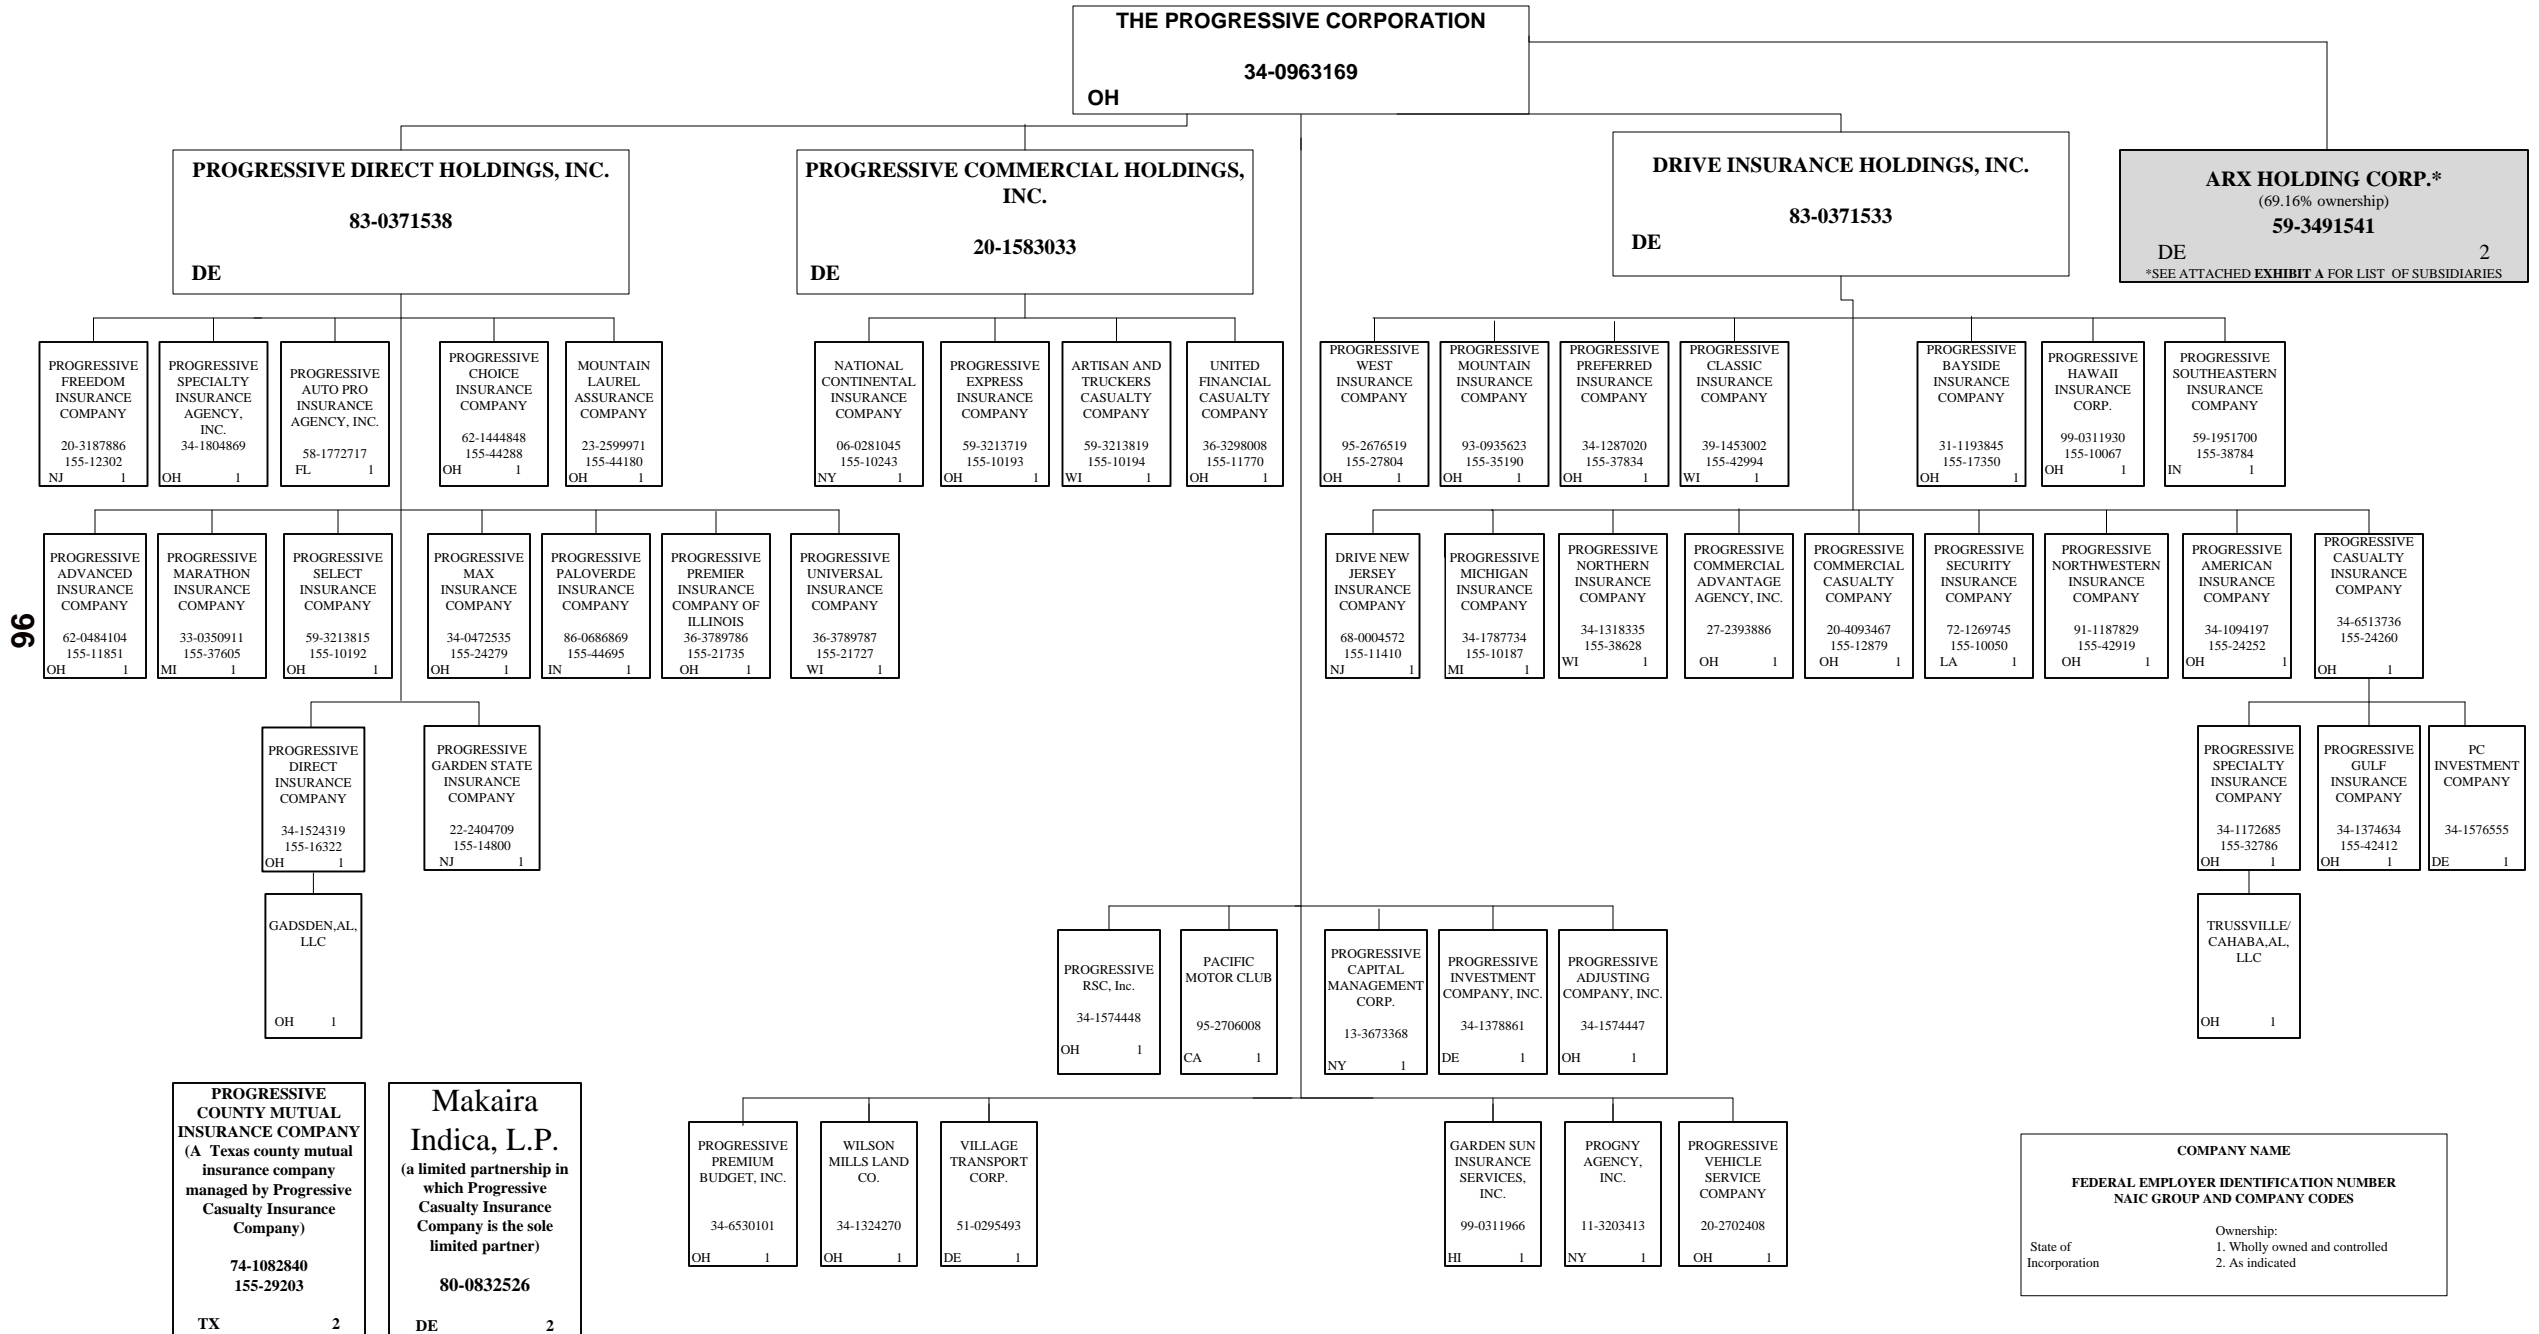 THE PROGRESSIVE CORPORATION
34-0963169
OH
PROGRESSIVE DIRECT HOLDINGS, INC.
83-0371538
DE
PROGRESSIVE COMMERCIAL HOLDINGS,
INC.
20-1583033
DE
DRIVE INSURANCE HOLDINGS, INC.
83-0371533
DE
ARX HOLDING CORP.*
(69.16% ownership)
59-3491541
DE 2
*SEE ATTACHED EXHIBIT A FOR LIST OF SUBSIDIARIES
PROGRESSIVE
FREEDOM
INSURANCE
COMPANY
20-3187886
155-12302
NJ 1
PROGRESSIVE
SPECIALTY
INSURANCE
AGENCY,
INC.
34-1804869
OH 1
PROGRESSIVE
AUTO PRO
INSURANCE
AGENCY, INC.
58-1772717
FL 1
PROGRESSIVE
CHOICE
INSURANCE
COMPANY
62-1444848
155-44288
OH 1
MOUNTAIN
LAUREL
ASSURANCE
COMPANY
23-2599971
155-44180
OH 1
NATIONAL
CONTINENTAL
INSURANCE
COMPANY
06-0281045
155-10243
NY 1
PROGRESSIVE
EXPRESS
INSURANCE
COMPANY
59-3213719
155-10193
OH 1
ARTISAN AND
TRUCKERS
CASUALTY
COMPANY
59-3213819
155-10194
WI 1
UNITED
FINANCIAL
CASUALTY
COMPANY
36-3298008
155-11770
OH 1
PROGRESSIVE
WEST
INSURANCE
COMPANY
95-2676519
155-27804
OH 1
PROGRESSIVE
MOUNTAIN
INSURANCE
COMPANY
93-0935623
155-35190
OH 1
PROGRESSIVE
PREFERRED
INSURANCE
COMPANY
34-1287020
155-37834
OH 1
PROGRESSIVE
CLASSIC
INSURANCE
COMPANY
39-1453002
155-42994
WI 1
PROGRESSIVE
BAYSIDE
INSURANCE
COMPANY
31-1193845
155-17350
OH 1
PROGRESSIVE
HAWAII
INSURANCE
CORP.
99-0311930
155-10067
OH 1
PROGRESSIVE
SOUTHEASTERN
INSURANCE
COMPANY
59-1951700
155-38784
IN 1
96
PROGRESSIVE
ADVANCED
INSURANCE
COMPANY
62-0484104
155-11851
OH 1
PROGRESSIVE
MARATHON
INSURANCE
COMPANY
33-0350911
155-37605
MI 1
PROGRESSIVE
SELECT
INSURANCE
COMPANY
59-3213815
155-10192
OH 1
PROGRESSIVE
MAX
INSURANCE
COMPANY
34-0472535
155-24279
OH 1
PROGRESSIVE
PALOVERDE
INSURANCE
COMPANY
86-0686869
155-44695
IN 1
PROGRESSIVE
PREMIER
INSURANCE
COMPANY OF
ILLINOIS
36-3789786
155-21735
OH 1
PROGRESSIVE
UNIVERSAL
INSURANCE
COMPANY
36-3789787
155-21727
WI 1
DRIVE NEW
JERSEY
INSURANCE
COMPANY
68-0004572
155-11410
NJ 1
PROGRESSIVE
MICHIGAN
INSURANCE
COMPANY
34-1787734
155-10187
MI 1
PROGRESSIVE
NORTHERN
INSURANCE
COMPANY
34-1318335
155-38628
WI 1
PROGRESSIVE
COMMERCIAL
ADVANTAGE
AGENCY, INC.
27-2393886
OH 1
PROGRESSIVE
COMMERCIAL
CASUALTY
COMPANY
20-4093467
155-12879
OH 1
PROGRESSIVE
SECURITY
INSURANCE
COMPANY
72-1269745
155-10050
LA 1
PROGRESSIVE
NORTHWESTERN
INSURANCE
COMPANY
91-1187829
155-42919
OH 1
PROGRESSIVE
AMERICAN
INSURANCE
COMPANY
34-1094197
155-24252
OH 1
PROGRESSIVE
CASUALTY
INSURANCE
COMPANY
34-6513736
155-24260
OH 1
PROGRESSIVE
DIRECT
INSURANCE
COMPANY
34-1524319
155-16322
OH 1
PROGRESSIVE
GARDEN STATE
INSURANCE
COMPANY
22-2404709
155-14800
NJ 1
PROGRESSIVE
SPECIALTY
INSURANCE
COMPANY
34-1172685
155-32786
OH 1
PROGRESSIVE
GULF
INSURANCE
COMPANY
34-1374634
155-42412
OH 1
PC
INVESTMENT
COMPANY
34-1576555
DE 1
GADSDEN,AL,
LLC
OH 1
PROGRESSIVE
RSC, Inc.
34-1574448
OH 1
PACIFIC
MOTOR CLUB
95-2706008
CA 1
PROGRESSIVE
CAPITAL
MANAGEMENT
CORP.
13-3673368
NY 1
PROGRESSIVE
INVESTMENT
COMPANY, INC.
34-1378861
DE 1
PROGRESSIVE
ADJUSTING
COMPANY, INC.
34-1574447
OH 1
TRUSSVILLE/
CAHABA,AL,
LLC
OH 1
PROGRESSIVE
COUNTY MUTUAL
INSURANCE COMPANY
(A Texas county mutual
insurance company
managed by Progressive
Casualty Insurance
Company)
74-1082840
155-29203
TX 2
Makaira
Indica, L.P.
(a limited partnership in
which Progressive
Casualty Insurance
Company is the sole
limited partner)
80-0832526
DE 2
PROGRESSIVE
PREMIUM
BUDGET, INC.
34-6530101
OH 1
WILSON
MILLS LAND
CO.
34-1324270
OH 1
VILLAGE
TRANSPORT
CORP.
51-0295493
DE 1
GARDEN SUN
INSURANCE
SERVICES,
INC.
99-0311966
HI 1
PROGNY
AGENCY,
INC.
11-3203413
NY 1
PROGRESSIVE
VEHICLE
SERVICE
COMPANY
20-2702408
OH 1
COMPANY NAME
FEDERAL EMPLOYER IDENTIFICATION NUMBER
NAIC GROUP AND COMPANY CODES
Ownership:
State of 1. Wholly owned and controlled
Incorporation 2. As indicated